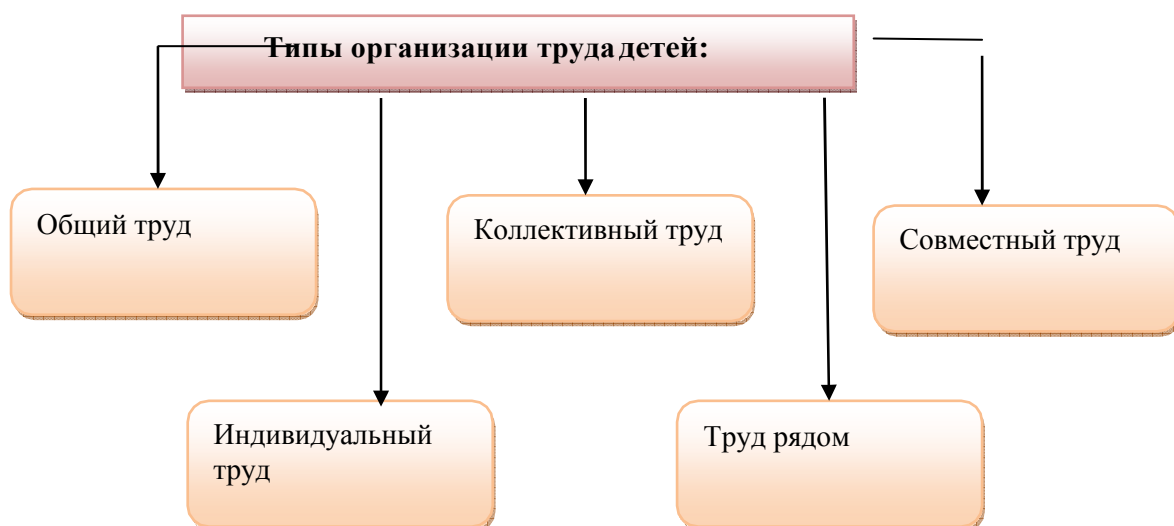 Типы организации труда детей:
Общий труд
Коллективный труд
Совместный труд
Индивидуальный
труд
Труд рядом